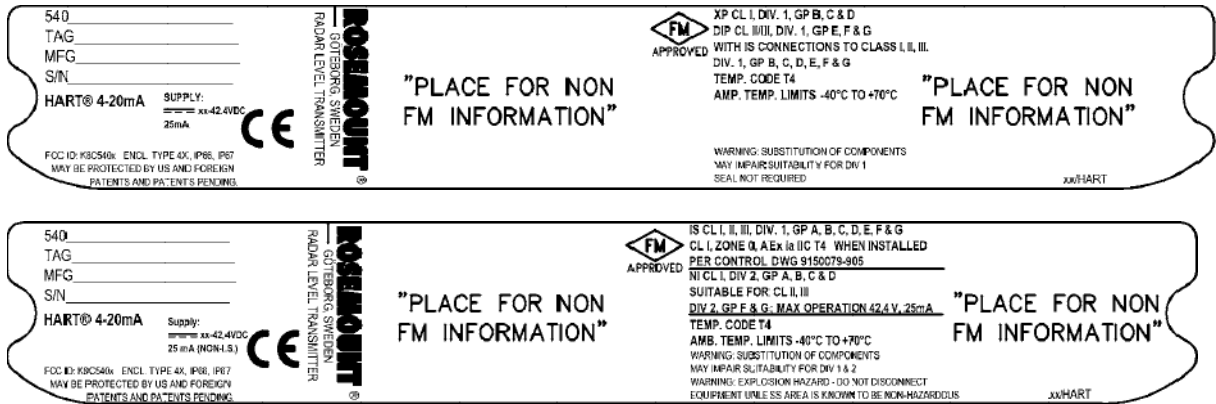 540
TAG
MFG
S/N
HART® 4-20mA
SUPPLY:
xx-42.4VDC
25mA
CE
FCC ID: K8C540x ENCL. TYPE 4X, IP66, IP67
MAY BE PROTECTED BY US AND FOREIGN
PATENTS AND PATENTS PENDING.
ROSEMOUNT®
GÖTEBORG, SWEDEN
RADAR LEVEL TRANSMITTER
"PLACE FOR NON
FM INFORMATION"
FM
APPROVED
XP CL I, DIV. 1, GP B, C & D
DIP CL II/III, DIV. 1, GP E, F & G
WITH IS CONNECTIONS TO CLASS I, II, III.
DIV. 1, GP B, C, D, E, F & G
TEMP. CODE T4
AMP. TEMP. LIMITS -40°C TO +70°C
WARNING: SUBSTITUTION OF COMPONENTS
MAY IMPAIR SUITABILITY FOR DIV 1
SEAL NOT REQUIRED
"PLACE FOR NON
FM INFORMATION"
xx/HART
540
TAG
MFG
S/N
HART® 4-20mA
Supply:
xx-42,4VDC
25 mA (NON-I.S.)
CE
FCC ID: K8C540x ENCL. TYPE 4X, IP66, IP67
MAY BE PROTECTED BY US AND FOREIGN
PATENTS AND PATENTS PENDING.
ROSEMOUNT®
GÖTEBORG, SWEDEN
RADAR LEVEL TRANSMITTER
"PLACE FOR NON
FM INFORMATION"
FM
APPROVED
IS CL I, II, III, DIV. 1, GP A, B, C, D, E, F & G
CL I, ZONE 0, AEx ia IIC T4 WHEN INSTALLED
PER CONTROL DWG 9150079-905
NI CL I, DIV 2, GP A, B, C & D
SUITABLE FOR CL II, III
DIV 2, GP F & G; MAX OPERATION 42,4 V, 25mA
TEMP. CODE T4
AMB. TEMP. LIMITS -40°C TO +70°C
WARNING: SUBSTITUTION OF COMPONENTS
MAY IMPAIR SUITABILITY FOR DIV 1 & 2
WARNING: EXPLOSION HAZARD - DO NOT DISCONNECT
EQUIPMENT UNLESS AREA IS KNOWN TO BE NON-HAZARDOUS
"PLACE FOR NON
FM INFORMATION"
xx/HART